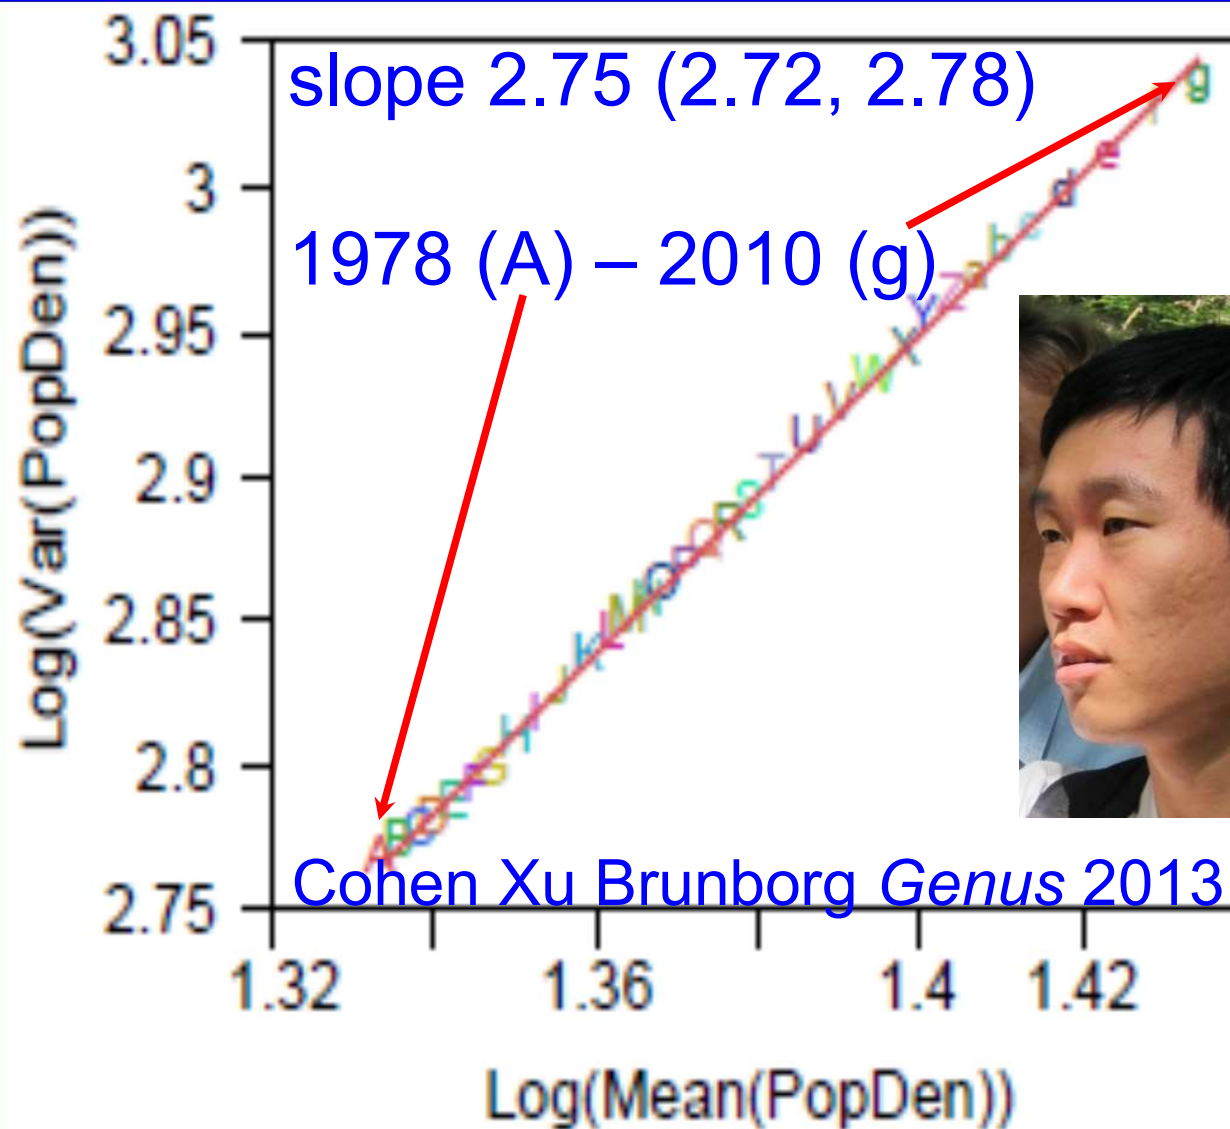 3.05
slope 2.75 (2.72, 2.78)
3
1978 (A) – 2010 (g)
2.95
2.9
2.85
2.8
2.75
Log(Var(PopDen))
A B C D E F G H I J K L M N O P Q R S T U V W X Y Z a b c d e f g
Cohen Xu Brunborg Genus 2013
1.32 1.36 1.4 1.42
Log(Mean(PopDen))